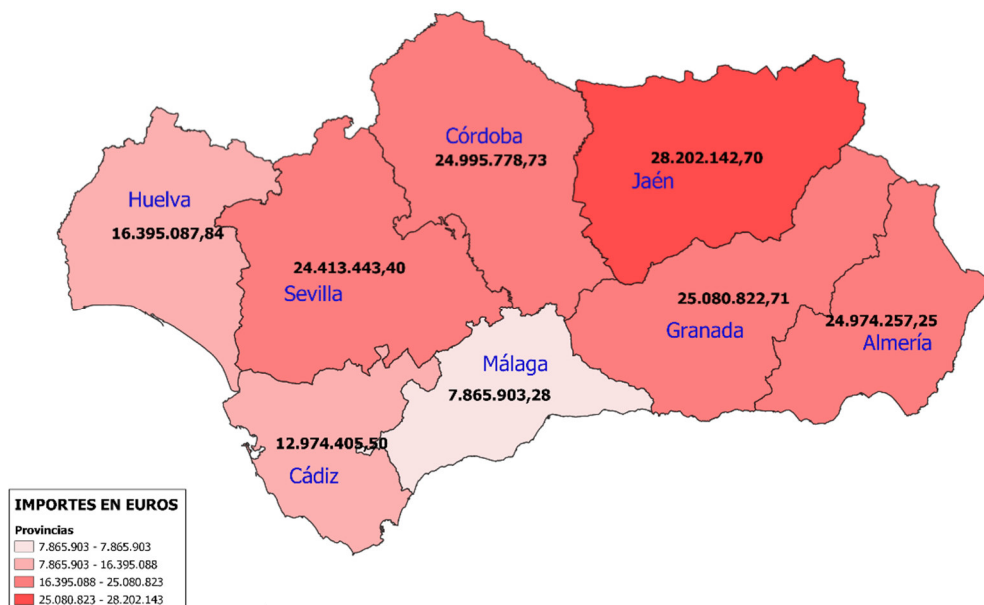 Córdoba
24.995.778,73
28.202.142,70
Jaén
Huelva
16.395.087,84
24.413.443,40
Sevilla
25.080.822,71
Granada
24.974.257,25
Almería
Málaga
7.865.903,28
12.974.405,50
Cádiz
IMPORTES EN EUROS
Provincias
7.865.903 - 7.865.903
7.865.903 - 16.395.088
16.395.088 - 25.080.823
25.080.823 - 28.202.143